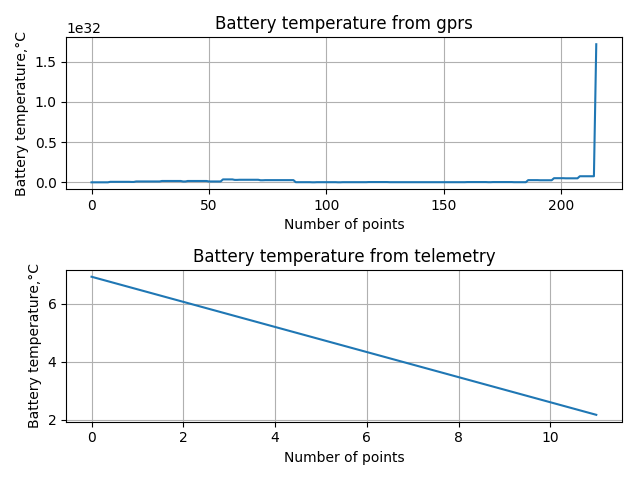 Battery temperature from gprs
1e32
Battery temperature,°C
1.5
1.0
0.5
0.0
0 50 100 150 200
Number of points
Battery temperature from telemetry
Battery temperature,°C
6
4
2
0 2 4 6 8 10
Number of points